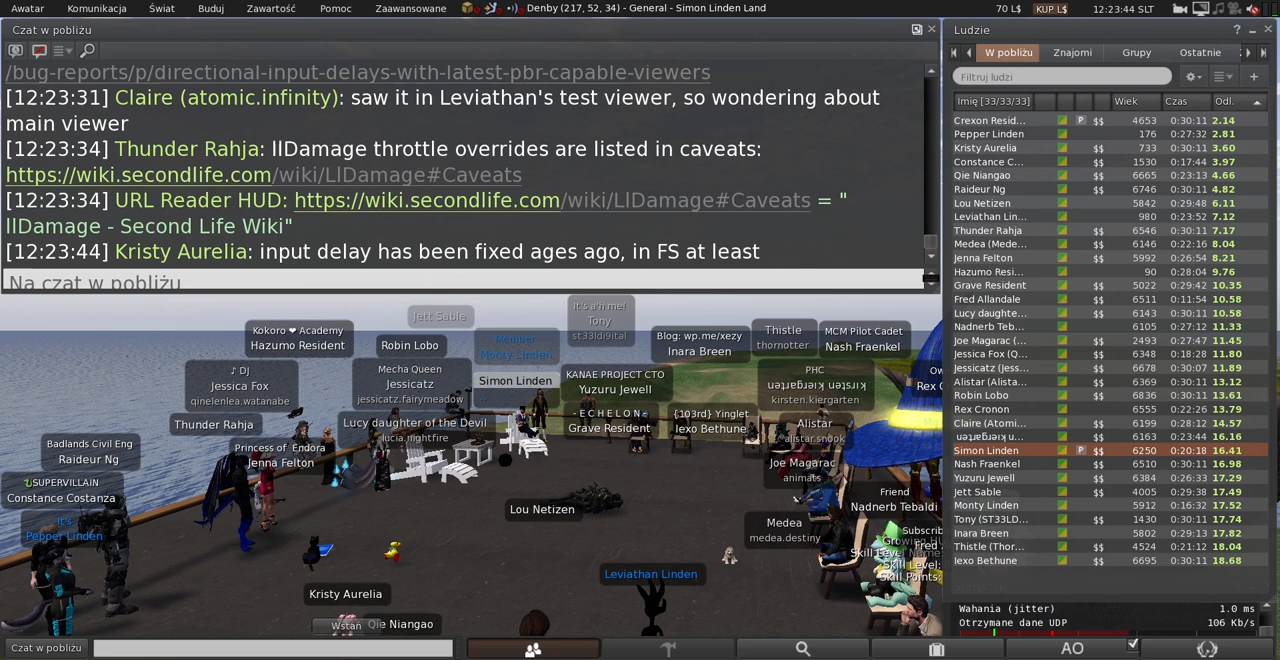 Awatar Komunikacja Świat Buduj Zawartość Pomoc Zaawansowane Denby (217, 52, 34) - General - Simon Linden Land 70 L$ KUP L$ 12:23:44 SLT
Czat w pobliżu
/bug-reports/p/directional-input-delays-with-latest-pbr-capable-viewers
[12:23:31] Claire (atomic.infinity): saw it in Leviathan's test viewer, so wondering about
main viewer
[12:23:34] Thunder Rahja: llDamage throttle overrides are listed in caveats:
https://wiki.secondlife.com/wiki/LlDamage#Caveats
[12:23:34] URL Reader HUD: https://wiki.secondlife.com/wiki/LlDamage#Caveats = "
llDamage - Second Life Wiki"
[12:23:44] Kristy Aurelia: input delay has been fixed ages ago, in FS at least
Na czat w pobliżu
Jett Sable
It's a'h me!
Tony
st33ldi9ital
Kokoro ❤ Academy
Hazumo Resident
Robin Lobo
Member
Monty Linden
Blog: wp.me/xezy
Inara Breen
Thistle
thornotter
MCM Pilot Cadet
Nash Fraenkel
♪ DJ
Jessica Fox
qinelenlea.watanabe
Mecha Queen
Jessicatz
jessicatz.fairymeadow
Simon Linden
KANAE PROJECT CTO
Yuzuru Jewell
PHC
kirsten.kiergarten
Rex C
Thunder Rahja
Lucy daughter of the Devil
lucia.nightfire
- E C H E L O N -
Grave Resident
{103rd} Yinglet
Iexo Bethune
Alistar
alistar.snook
Badlands Civil Eng
Raideur Ng
Princess of Endora
Jenna Felton
Joe Magarac
animats
SUPERVILLAIN
Constance Costanza
It's
Pepper Linden
Lou Netizen
Friend
Nadnerb Tebaldi
Medea
medea.destiny
Subscrib
Skill Level:
Skill Points:
Leviathan Linden
Kristy Aurelia
Wstań
Qie Niangao
Czat w pobliżu
AO
Ludzie
W pobliżu Znajomi Grupy Ostatnie
Filtruj ludzi
Imię [33/33/33] Wiek Czas Odl.
Crexon Resid... P $$ 4653 0:30:11 2.14
Pepper Linden 176 0:27:32 2.81
Kristy Aurelia $$ 733 0:30:11 3.60
Constance C... $$ 1530 0:17:44 3.97
Qie Niangao $$ 6665 0:23:13 4.66
Raideur Ng $$ 6746 0:30:11 4.82
Lou Netizen 5842 0:29:48 6.11
Leviathan Lin... 980 0:23:52 7.12
Thunder Rahja $$ 6546 0:30:11 7.17
Medea (Mede... $$ 6146 0:22:16 8.04
Jenna Felton $$ 5992 0:26:54 8.21
Hazumo Resi... 90 0:28:04 9.76
Grave Resident $$ 5022 0:29:42 10.35
Fred Allandale $$ 6511 0:11:54 10.58
Lucy daughte... $$ 6143 0:30:11 10.58
Nadnerb Teb... 6105 0:27:12 11.33
Joe Magarac (... $$ 2493 0:27:47 11.45
Jessica Fox (Q... $$ 6348 0:18:28 11.80
Jessicatz (Jess... $$ 6678 0:30:07 11.89
Alistar (Alista... $$ 6369 0:30:11 13.12
Robin Lobo $$ 6836 0:30:11 13.61
Rex Cronon 6555 0:22:26 13.79
Claire (Atomi... $$ 6199 0:28:12 14.57
$$ 6163 0:23:44 16.16
Simon Linden P $$ 6250 0:20:18 16.41
Nash Fraenkel $$ 6510 0:30:11 16.98
Yuzuru Jewell $$ 6384 0:26:33 17.29
Jett Sable $$ 4005 0:29:38 17.49
Monty Linden 5912 0:16:32 17.52
Tony (ST33LD... $$ 1430 0:30:11 17.74
Inara Breen 5802 0:29:13 17.82
Thistle (Thor... $$ 4524 0:21:12 18.04
Iexo Bethune $$ 6695 0:30:11 18.68
Wahania (jitter) 1.0 ms
Otrzymane dane UDP 106 Kb/s